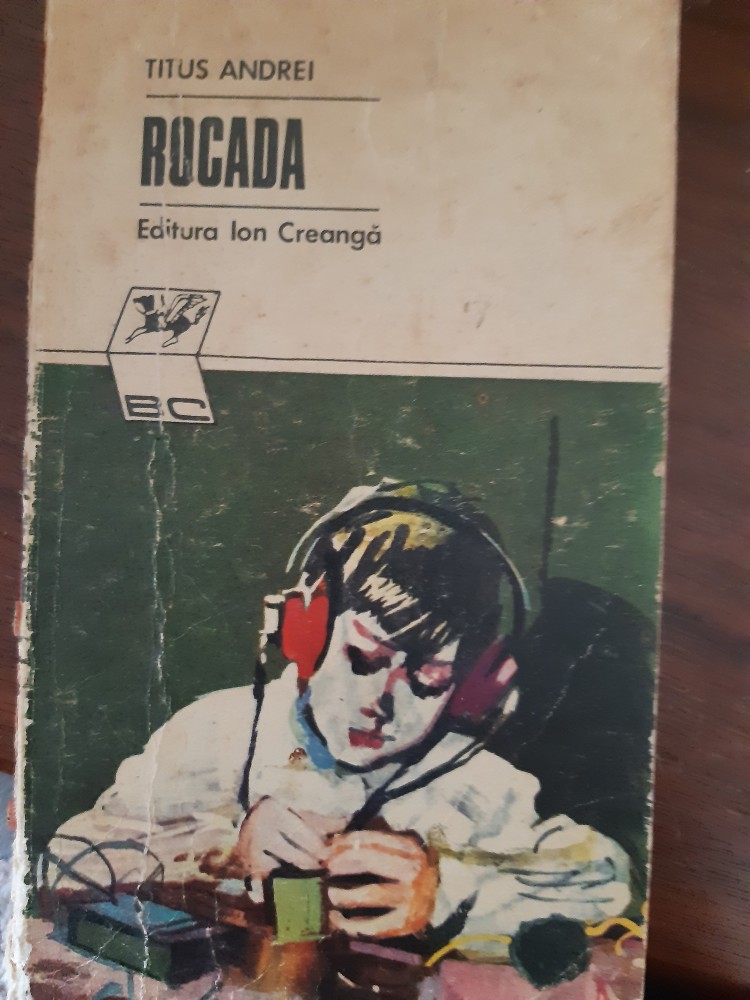 TITUS ANDREI
ROCADA
Editura Ion Creangă
BC